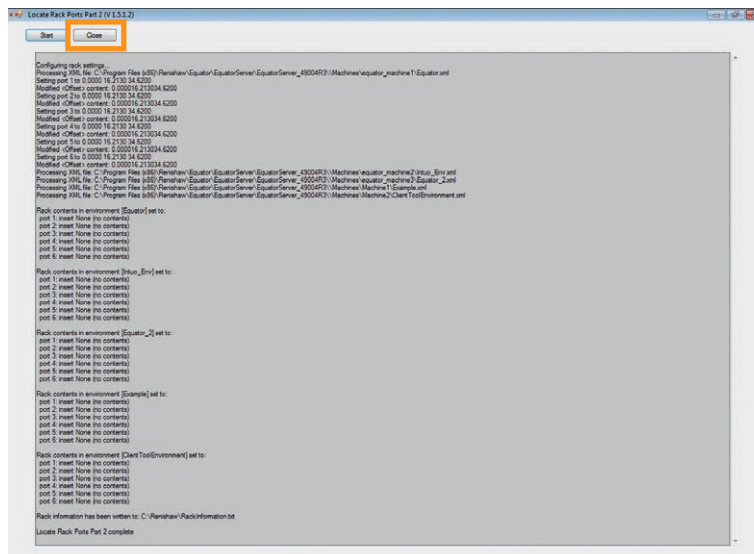 Locate Rack Ports Part 2 (V 1.5.1.2)
Start
Close
Configuring rack settings...
Processing XML file: C:\Program Files (x86)\Renishaw\Equator\EquatorServer\EquatorServer_49004R3\\Machines\equator_machine1\Equator.xml
Setting port 1 to 0.0000 16.2130 34.6200
Modified <Offset> content: 0.000016.213034.6200
Setting port 2 to 0.0000 16.2130 34.6200
Modified <Offset> content: 0.000016.213034.6200
Setting port 3 to 0.0000 16.2130 34.6200
Modified <Offset> content: 0.000016.213034.6200
Setting port 4 to 0.0000 16.2130 34.6200
Modified <Offset> content: 0.000016.213034.6200
Setting port 5 to 0.0000 16.2130 34.6200
Modified <Offset> content: 0.000016.213034.6200
Setting port 6 to 0.0000 16.2130 34.6200
Modified <Offset> content: 0.000016.213034.6200
Processing XML file: C:\Program Files (x86)\Renishaw\Equator\EquatorServer\EquatorServer_49004R3\\Machines\equator_machine2\Intuo_Env.xml
Processing XML file: C:\Program Files (x86)\Renishaw\Equator\EquatorServer\EquatorServer_49004R3\\Machines\equator_machine3\Equator_2.xml
Processing XML file: C:\Program Files (x86)\Renishaw\Equator\EquatorServer\EquatorServer_49004R3\\Machines\Machine1\Example.xml
Processing XML file: C:\Program Files (x86)\Renishaw\Equator\EquatorServer\EquatorServer_49004R3\\Machines\Machine2\ClientToolEnvironment.xml
Rack contents in environment [Equator] set to:
port 1: insert None (no contents)
port 2: insert None (no contents)
port 3: insert None (no contents)
port 4: insert None (no contents)
port 5: insert None (no contents)
port 6: insert None (no contents)
Rack contents in environment [Intuo_Env] set to:
port 1: insert None (no contents)
port 2: insert None (no contents)
port 3: insert None (no contents)
port 4: insert None (no contents)
port 5: insert None (no contents)
port 6: insert None (no contents)
Rack contents in environment [Equator_2] set to:
port 1: insert None (no contents)
port 2: insert None (no contents)
port 3: insert None (no contents)
port 4: insert None (no contents)
port 5: insert None (no contents)
port 6: insert None (no contents)
Rack contents in environment [Example] set to:
port 1: insert None (no contents)
port 2: insert None (no contents)
port 3: insert None (no contents)
port 4: insert None (no contents)
port 5: insert None (no contents)
port 6: insert None (no contents)
Rack contents in environment [ClientToolEnvironment] set to:
port 1: insert None (no contents)
port 2: insert None (no contents)
port 3: insert None (no contents)
port 4: insert None (no contents)
port 5: insert None (no contents)
port 6: insert None (no contents)
Rack information has been written to: C:\Renishaw\RackInformation.txt
Locate Rack Ports Part 2 complete